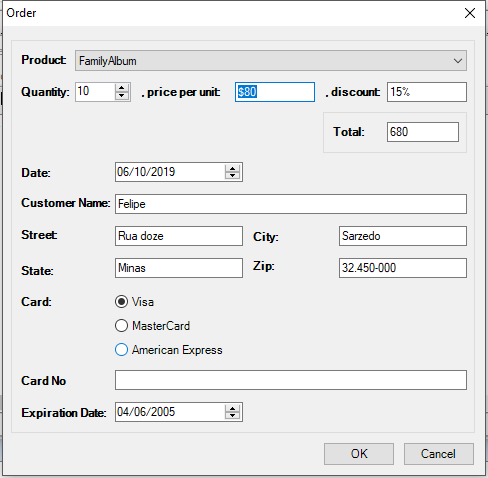 Order
Product: FamilyAlbum
Quantity: 10 , price per unit: $80 , discount: 15%
Total: 680
Date: 06/10/2019
Customer Name: Felipe
Street: Rua doze City: Sarzedo
State: Minas Zip: 32.450-000
Card: Visa
MasterCard
American Express
Card No
Expiration Date: 04/06/2005
OK Cancel